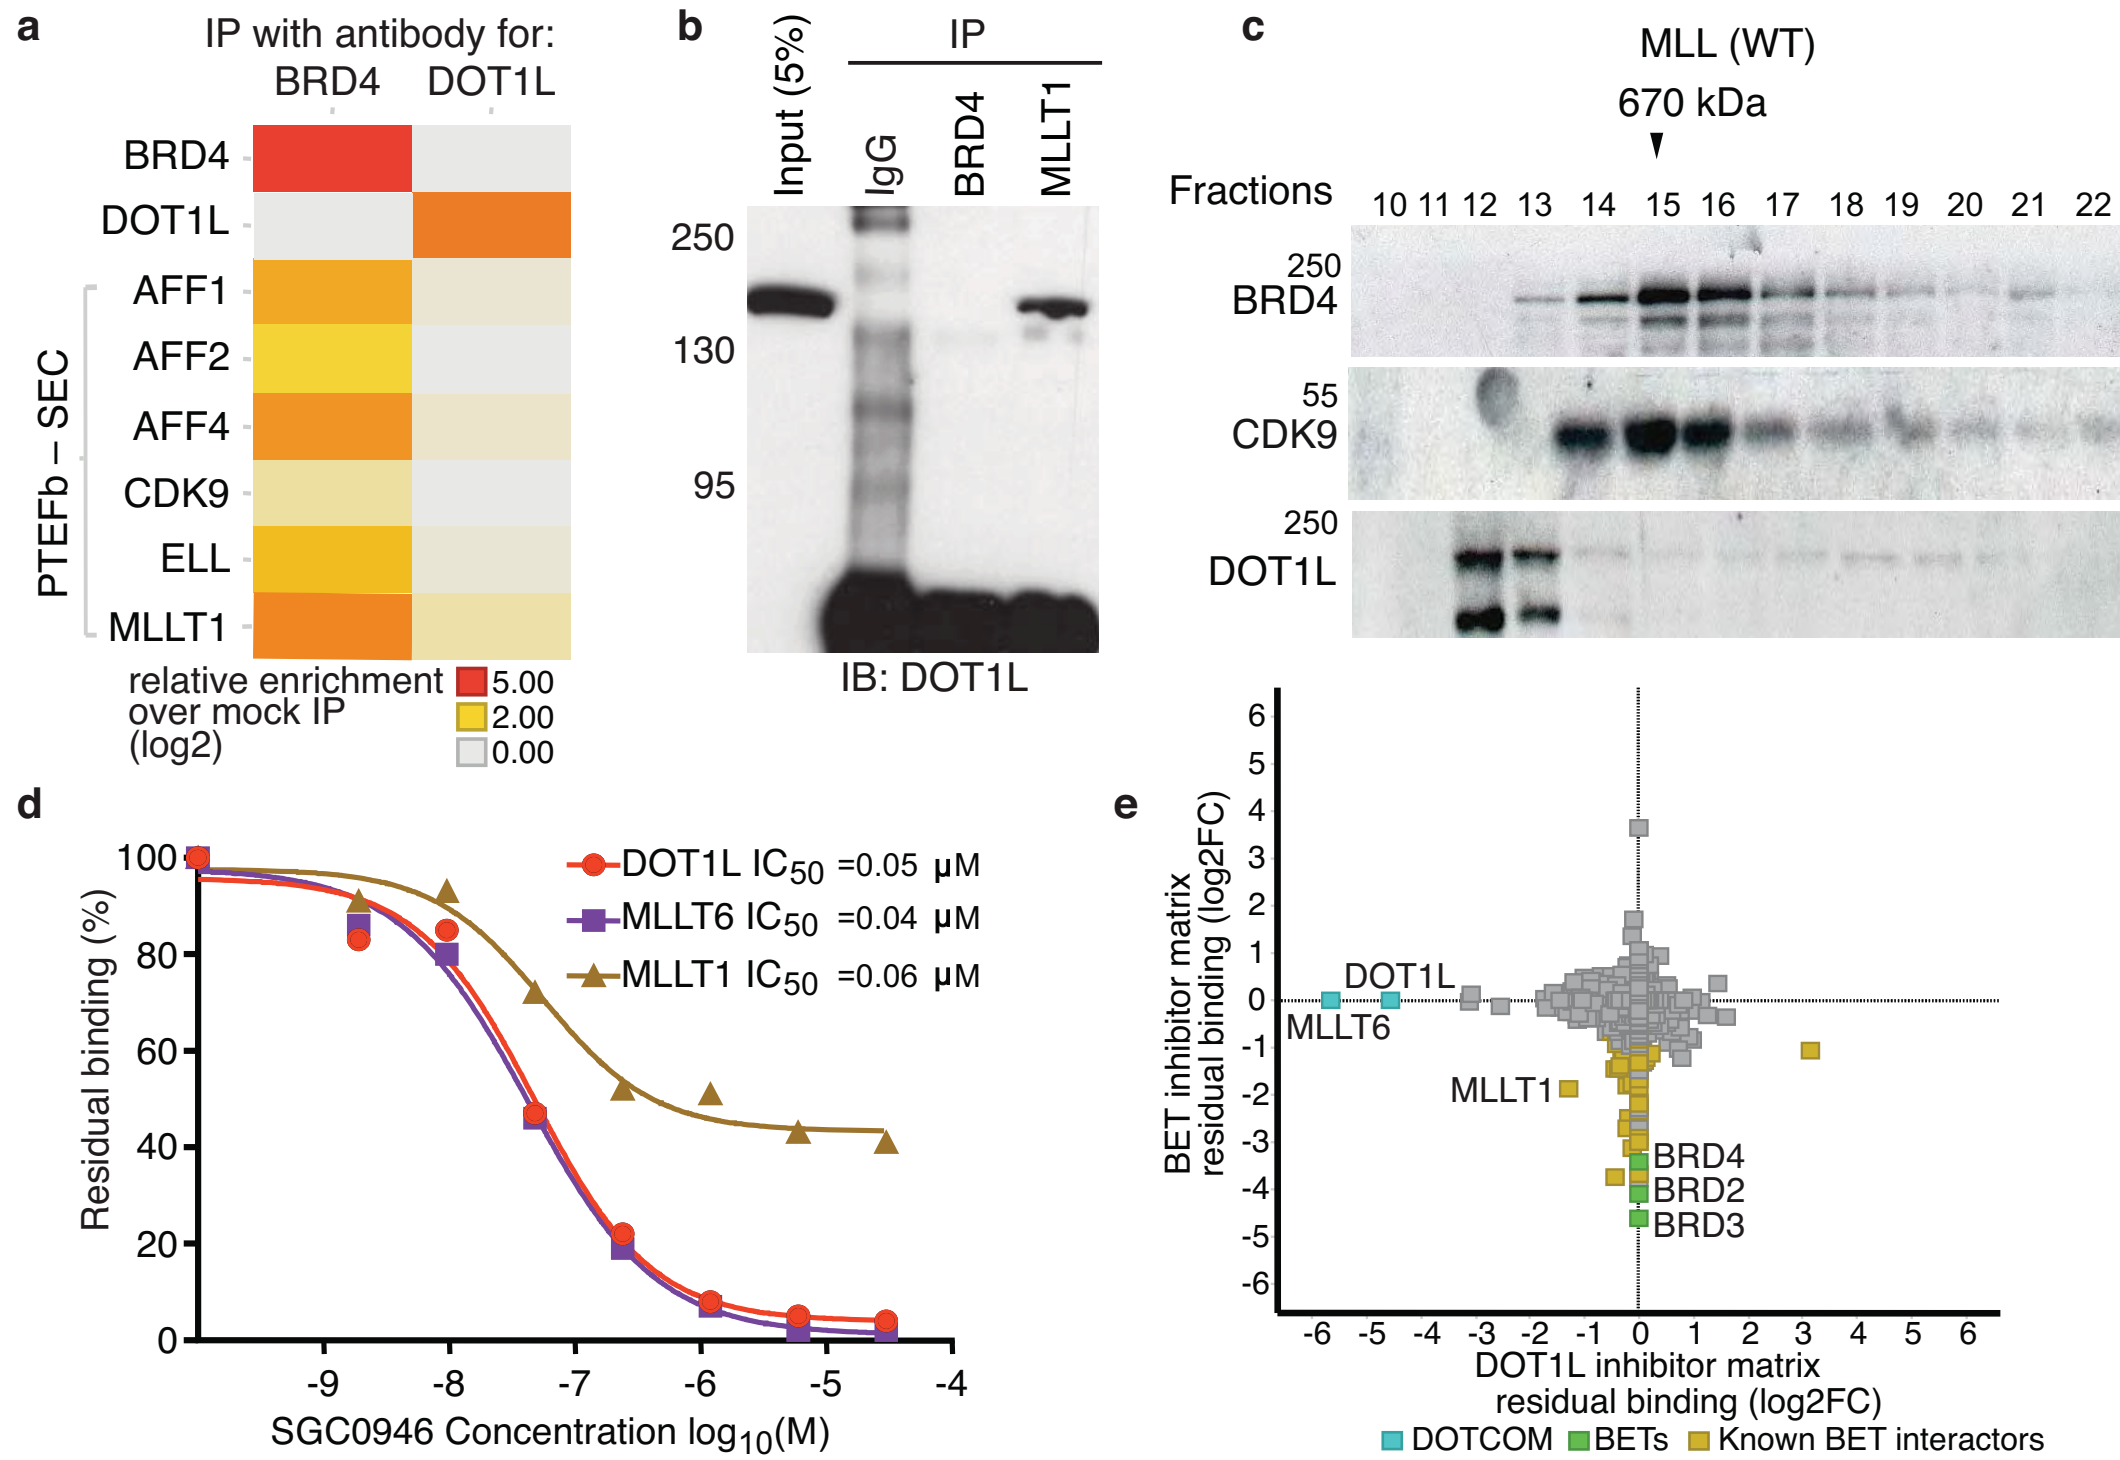 a
IP with antibody for:
BRD4 DOT1L
BRD4
DOT1L
AFF1
AFF2
AFF4
CDK9
ELL
MLLT1
PTEFb – SEC
relative enrichment
over mock IP
(log2)
5.00
2.00
0.00
b
IP
Input (5%)
IgG
BRD4
MLLT1
250
130
95
IB: DOT1L
c
MLL (WT)
670 kDa
Fractions 10 11 12 13 14 15 16 17 18 19 20 21 22
250
BRD4
55
CDK9
250
DOT1L
d
Residual binding (%)
100
80
60
40
20
0
DOT1L IC50 =0.05 µM
MLLT6 IC50 =0.04 µM
MLLT1 IC50 =0.06 µM
-9 -8 -7 -6 -5 -4
SGC0946 Concentration log10(M)
e
BET inhibitor matrix
residual binding (log2FC)
6
5
4
3
2
1
0
-1
-2
-3
-4
-5
-6
DOT1L
MLLT6
MLLT1
BRD4
BRD2
BRD3
-6 -5 -4 -3 -2 -1 0 1 2 3 4 5 6
DOT1L inhibitor matrix
residual binding (log2FC)
DOTCOM BETs Known BET interactors